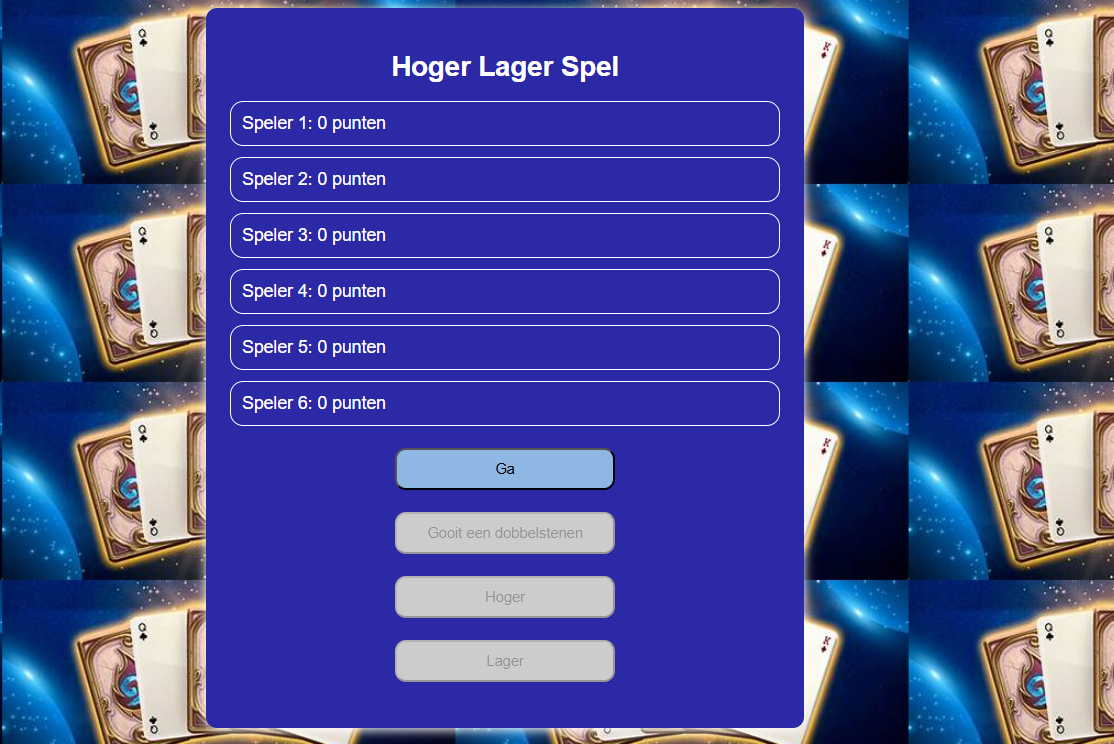 Hoger Lager Spel
Speler 1: 0 punten
Speler 2: 0 punten
Speler 3: 0 punten
Speler 4: 0 punten
Speler 5: 0 punten
Speler 6: 0 punten
Ga
Gooit een dobbelstenen
Hoger
Lager